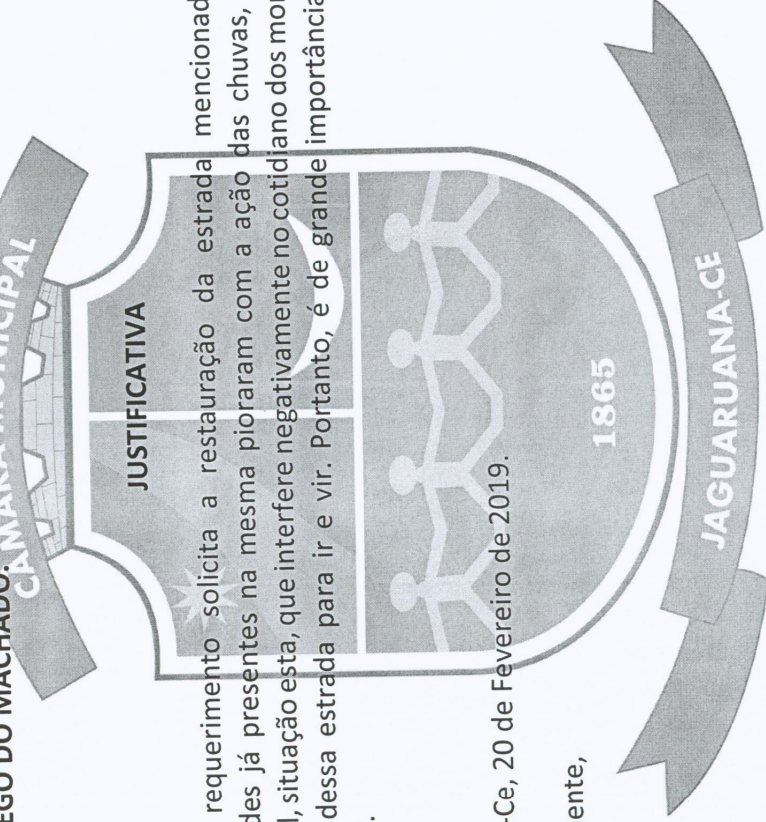 EGO DO MACHADO.
CÂMARA MUNICIPAL
JUSTIFICATIVA
requerimento solicita a restauração da estrada mencionad
des já presentes na mesma pioraram com a ação das chuvas,
l, situação esta, que interfere negativamente no cotidiano dos mor
dessa estrada para ir e vir. Portanto, é de grande importância
.
-Ce, 20 de Fevereiro de 2019.
1865
ente,
JAGUARUANA-CE